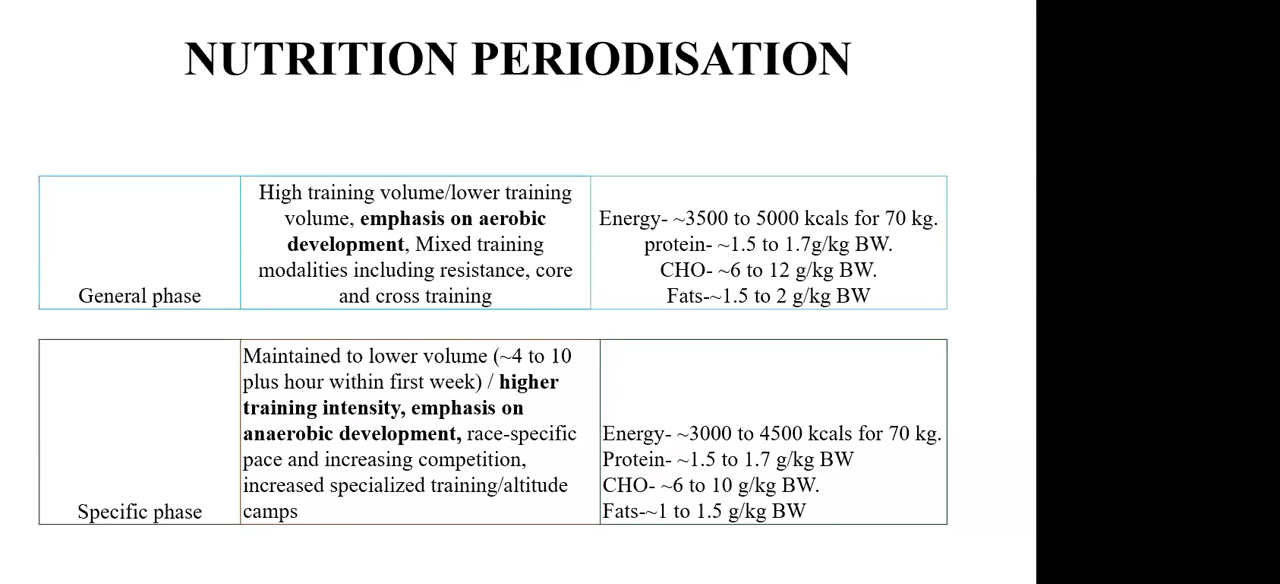 NUTRITION PERIODISATION
High training volume/lower training
volume, emphasis on aerobic
development, Mixed training
modalities including resistance, core
and cross training
General phase
Energy- ~3500 to 5000 kcals for 70 kg.
protein- ~1.5 to 1.7g/kg BW.
CHO- ~6 to 12 g/kg BW.
Fats-~1.5 to 2 g/kg BW
Maintained to lower volume (~4 to 10
plus hour within first week) / higher
training intensity, emphasis on
anaerobic development, race-specific
pace and increasing competition,
increased specialized training/altitude
camps
Specific phase
Energy- ~3000 to 4500 kcals for 70 kg.
Protein- ~1.5 to 1.7 g/kg BW
CHO- ~6 to 10 g/kg BW.
Fats-~1 to 1.5 g/kg BW